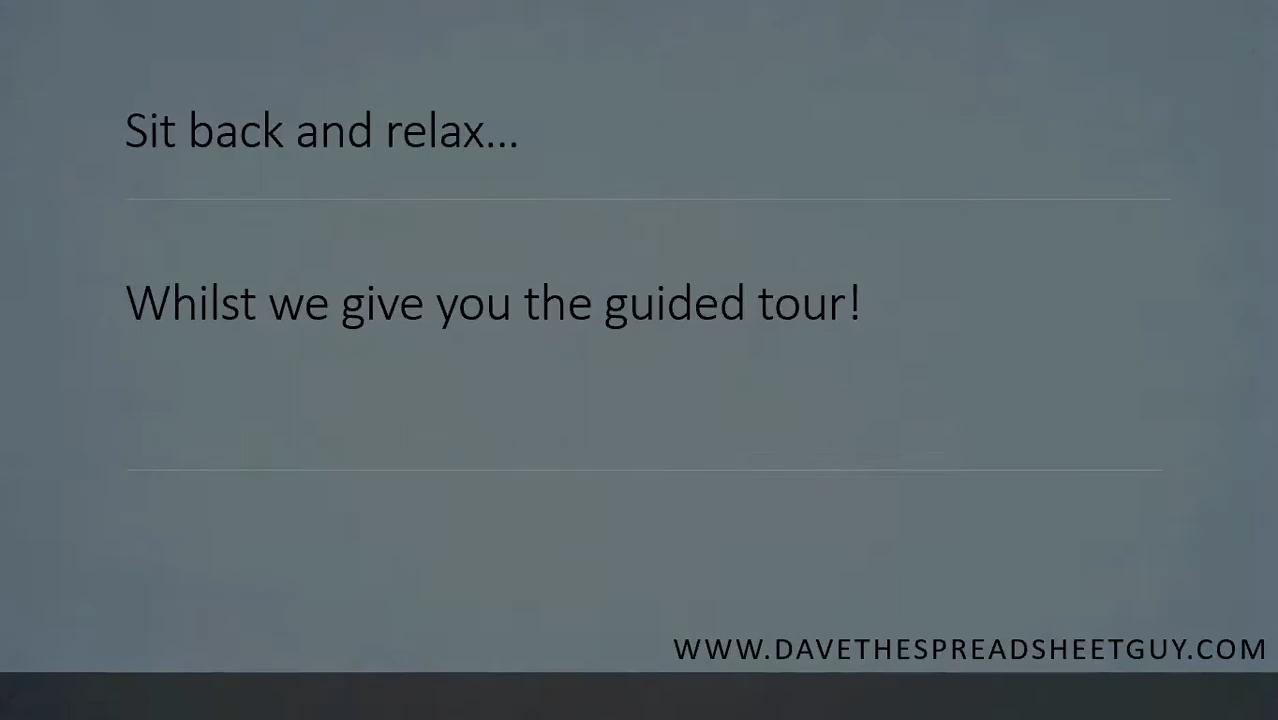 Sit back and relax...
Whilst we give you the guided tour!
WWW.DAVETHESPREADSHEETGUY.COM